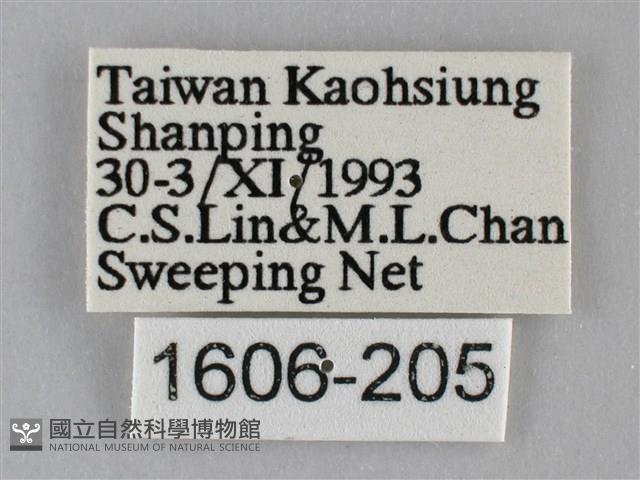 Taiwan Kaohsiung
Shanping
30-3/XI/1993
C.S.Lin&M.L.Chan
Sweeping Net
1606-205
國立自然科學博物館
NATIONAL MUSEUM OF NATURAL SCIENCE